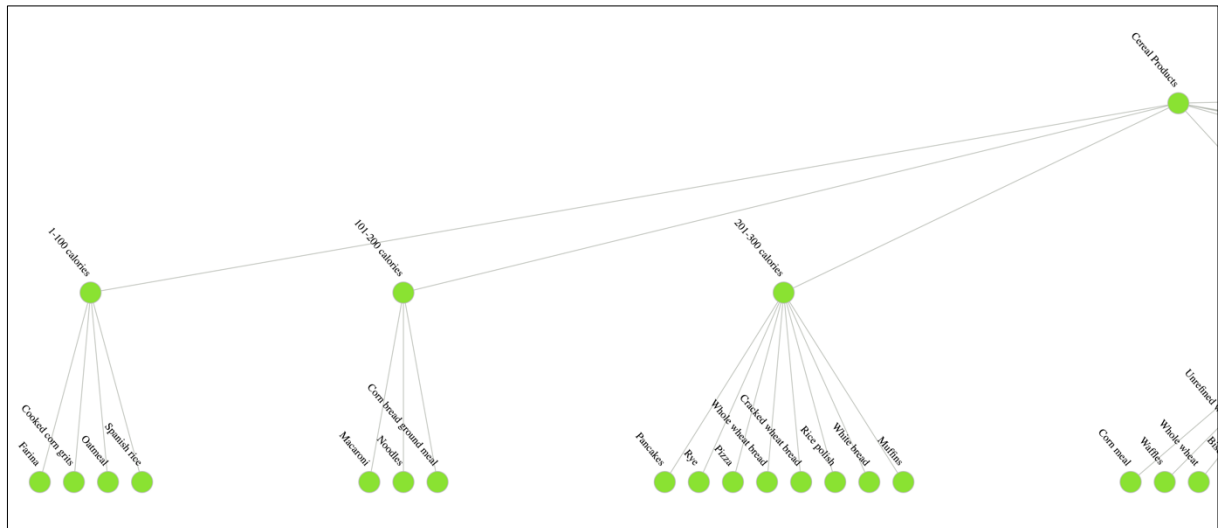 Cereal Products
1-100 calories
101-200 calories
201-300 calories
Farina
Cooked corn grits
Oatmeal
Spanish rice
Macaroni
Noodles
Corn bread ground meal
Pancakes
Rye
Pizza
Whole wheat bread
Cracked wheat bread
Rice polish
White bread
Muffins
Corn meal
Waffles
Whole wheat
Unrefined